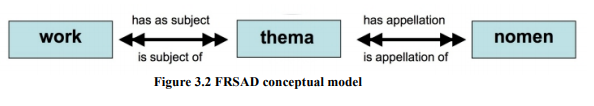 has as subject
has appellation
work
thema
nomen
is subject of
is appellation of
Figure 3.2 FRSAD conceptual model